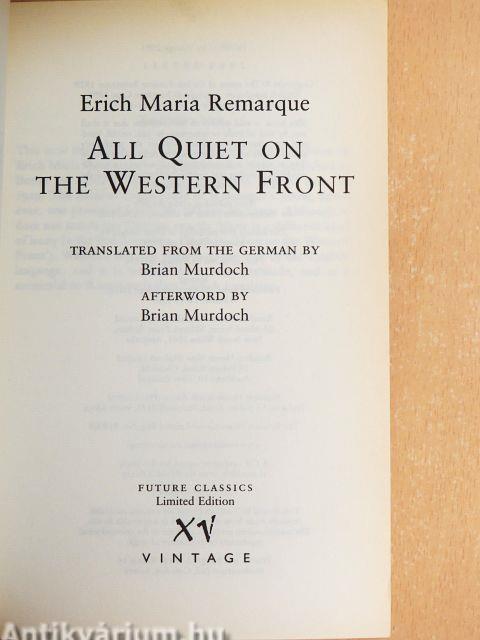 Erich Maria Remarque
ALL QUIET ON
THE WESTERN FRONT
TRANSLATED FROM THE GERMAN BY
Brian Murdoch
AFTERWORD BY
Brian Murdoch
FUTURE CLASSICS
Limited Edition
XV
VINTAGE
Antikvárium.hu